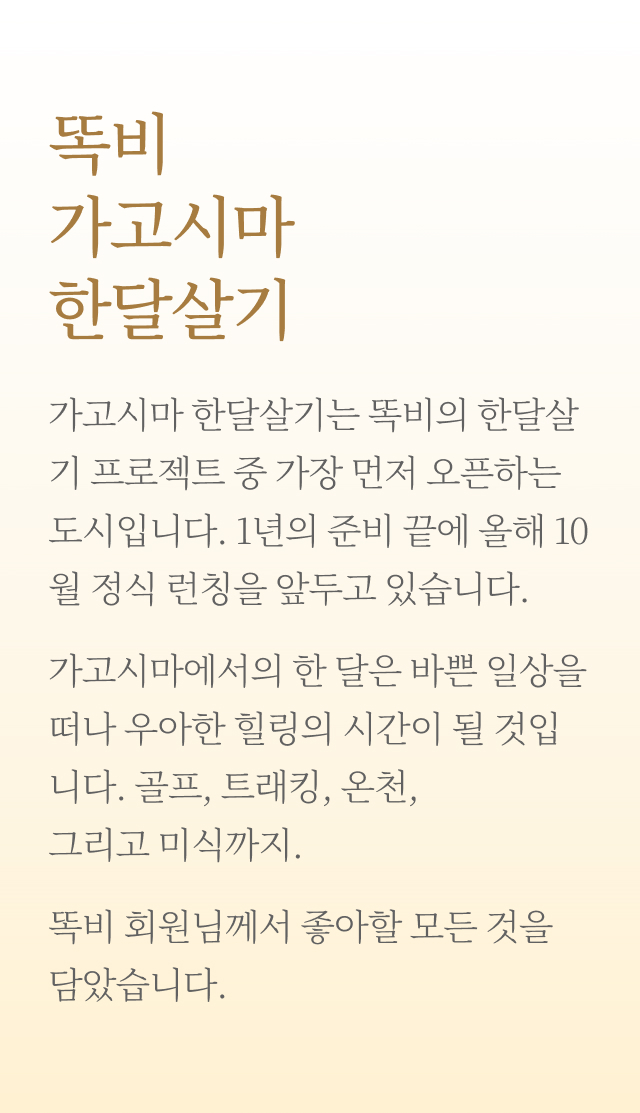 똑비
가고시마
한달살기
가고시마 한달살기는 똑비의 한달살
기 프로젝트 중 가장 먼저 오픈하는
도시입니다. 1년의 준비 끝에 올해 10
월 정식 런칭을 앞두고 있습니다.
가고시마에서의 한 달은 바쁜 일상을
떠나 우아한 힐링의 시간이 될 것입
니다. 골프, 트래킹, 온천,
그리고 미식까지.
똑비 회원님께서 좋아할 모든 것을
담았습니다.